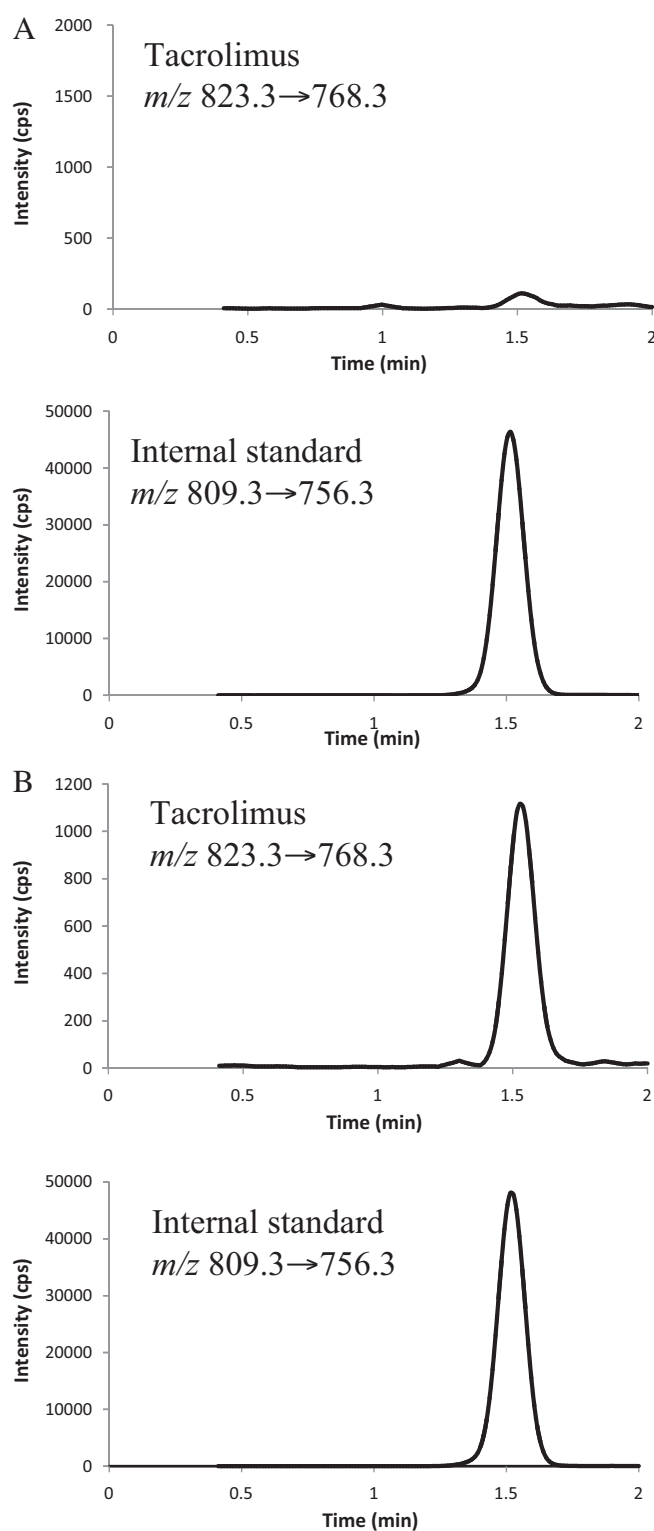 A
Tacrolimus
m/z 823.3→768.3
Intensity (cps)
2000
1500
1000
500
0
0 0.5 1 1.5 2
Time (min)
Internal standard
m/z 809.3→756.3
Intensity (cps)
50000
40000
30000
20000
10000
0
0 0.5 1 1.5 2
Time (min)
B
Tacrolimus
m/z 823.3→768.3
Intensity (cps)
1200
1000
800
600
400
200
0
0 0.5 1 1.5 2
Time (min)
Internal standard
m/z 809.3→756.3
Intensity (cps)
50000
40000
30000
20000
10000
0
0 0.5 1 1.5 2
Time (min)